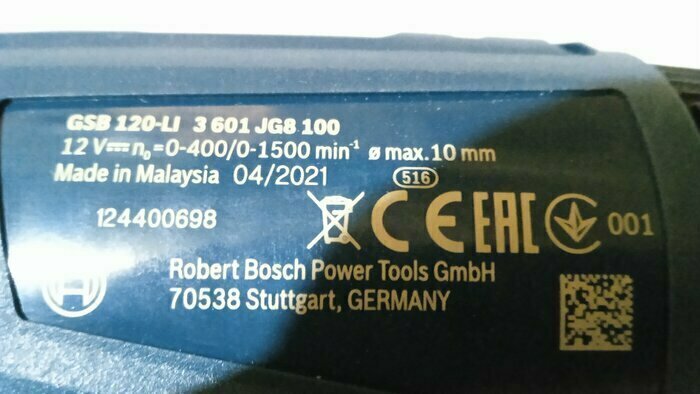 GSB 120-LI 3 601 JG8 100
12 V⎓ n₀=0-400/0-1500 min⁻¹ ø max.10 mm
Made in Malaysia 04/2021 516
124400698 CE EAC 001
Robert Bosch Power Tools GmbH
70538 Stuttgart, GERMANY